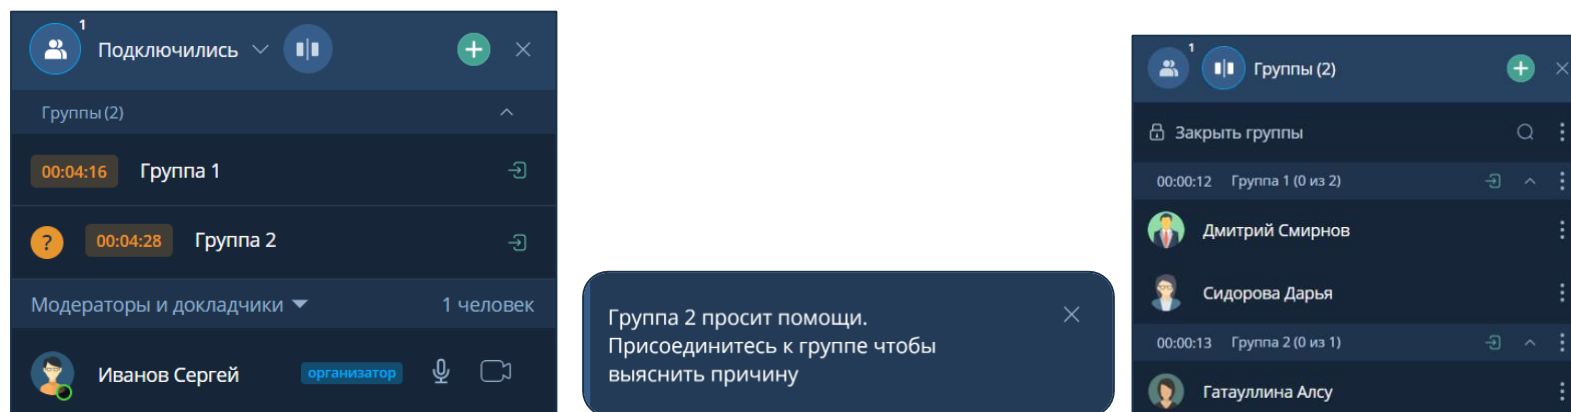 1
Подключились
Группы (2)
00:04:16 Группа 1
? 00:04:28 Группа 2
Модераторы и докладчики 1 человек
Иванов Сергей организатор
Группа 2 просит помощи.
Присоединитесь к группе чтобы
выяснить причину
1
Группы (2)
Закрыть группы
00:00:12 Группа 1 (0 из 2)
Дмитрий Смирнов
Сидорова Дарья
00:00:13 Группа 2 (0 из 1)
Гатауллина Алсу